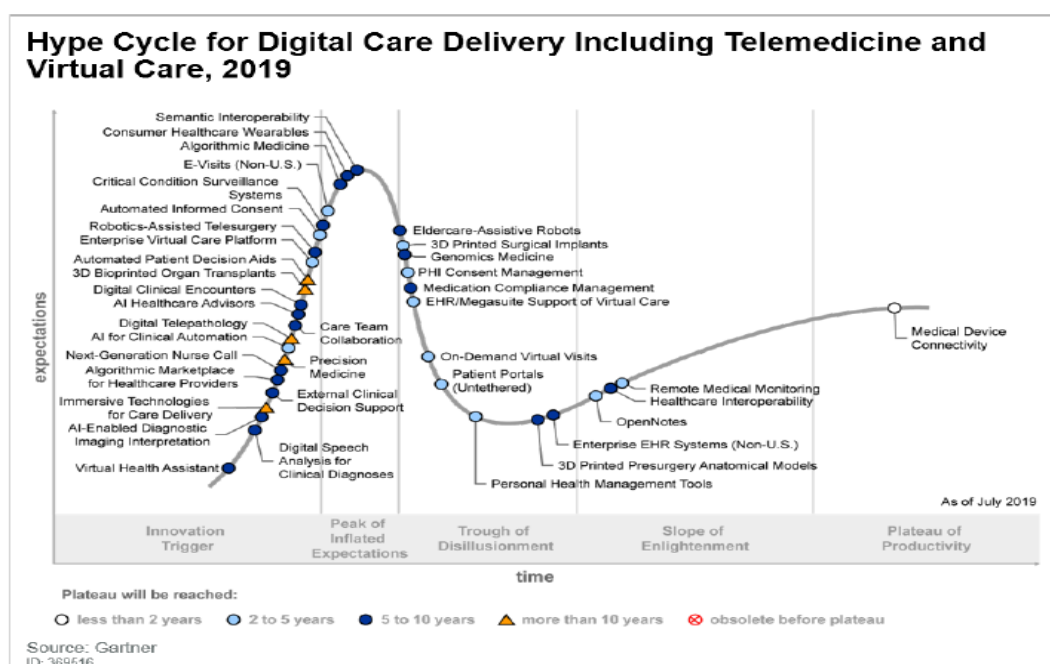 Hype Cycle for Digital Care Delivery Including Telemedicine and
Virtual Care, 2019
expectations
Semantic Interoperability
Consumer Healthcare Wearables
Algorithmic Medicine
E-Visits (Non-U.S.)
Critical Condition Surveillance
Systems
Automated Informed Consent
Robotics-Assisted Telesurgery
Enterprise Virtual Care Platform
Automated Patient Decision Aids
3D Bioprinted Organ Transplants
Digital Clinical Encounters
AI Healthcare Advisors
Digital Telepathology
AI for Clinical Automation
Next-Generation Nurse Call
Algorithmic Marketplace
for Healthcare Providers
Immersive Technologies
for Care Delivery
AI-Enabled Diagnostic
Imaging Interpretation
Virtual Health Assistant
Care Team
Collaboration
Precision
Medicine
External Clinical
Decision Support
Digital Speech
Analysis for
Clinical Diagnoses
Eldercare-Assistive Robots
3D Printed Surgical Implants
Genomics Medicine
PHI Consent Management
Medication Compliance Management
EHR/Megasuite Support of Virtual Care
On-Demand Virtual Visits
Patient Portals
(Untethered)
Remote Medical Monitoring
Healthcare Interoperability
OpenNotes
Enterprise EHR Systems (Non-U.S.)
3D Printed Presurgery Anatomical Models
Personal Health Management Tools
Medical Device
Connectivity
As of July 2019
Innovation
Trigger
Peak of
Inflated
Expectations
Trough of
Disillusionment
Slope of
Enlightenment
Plateau of
Productivity
time
Plateau will be reached:
less than 2 years
2 to 5 years
5 to 10 years
more than 10 years
obsolete before plateau
Source: Gartner
ID: 369516